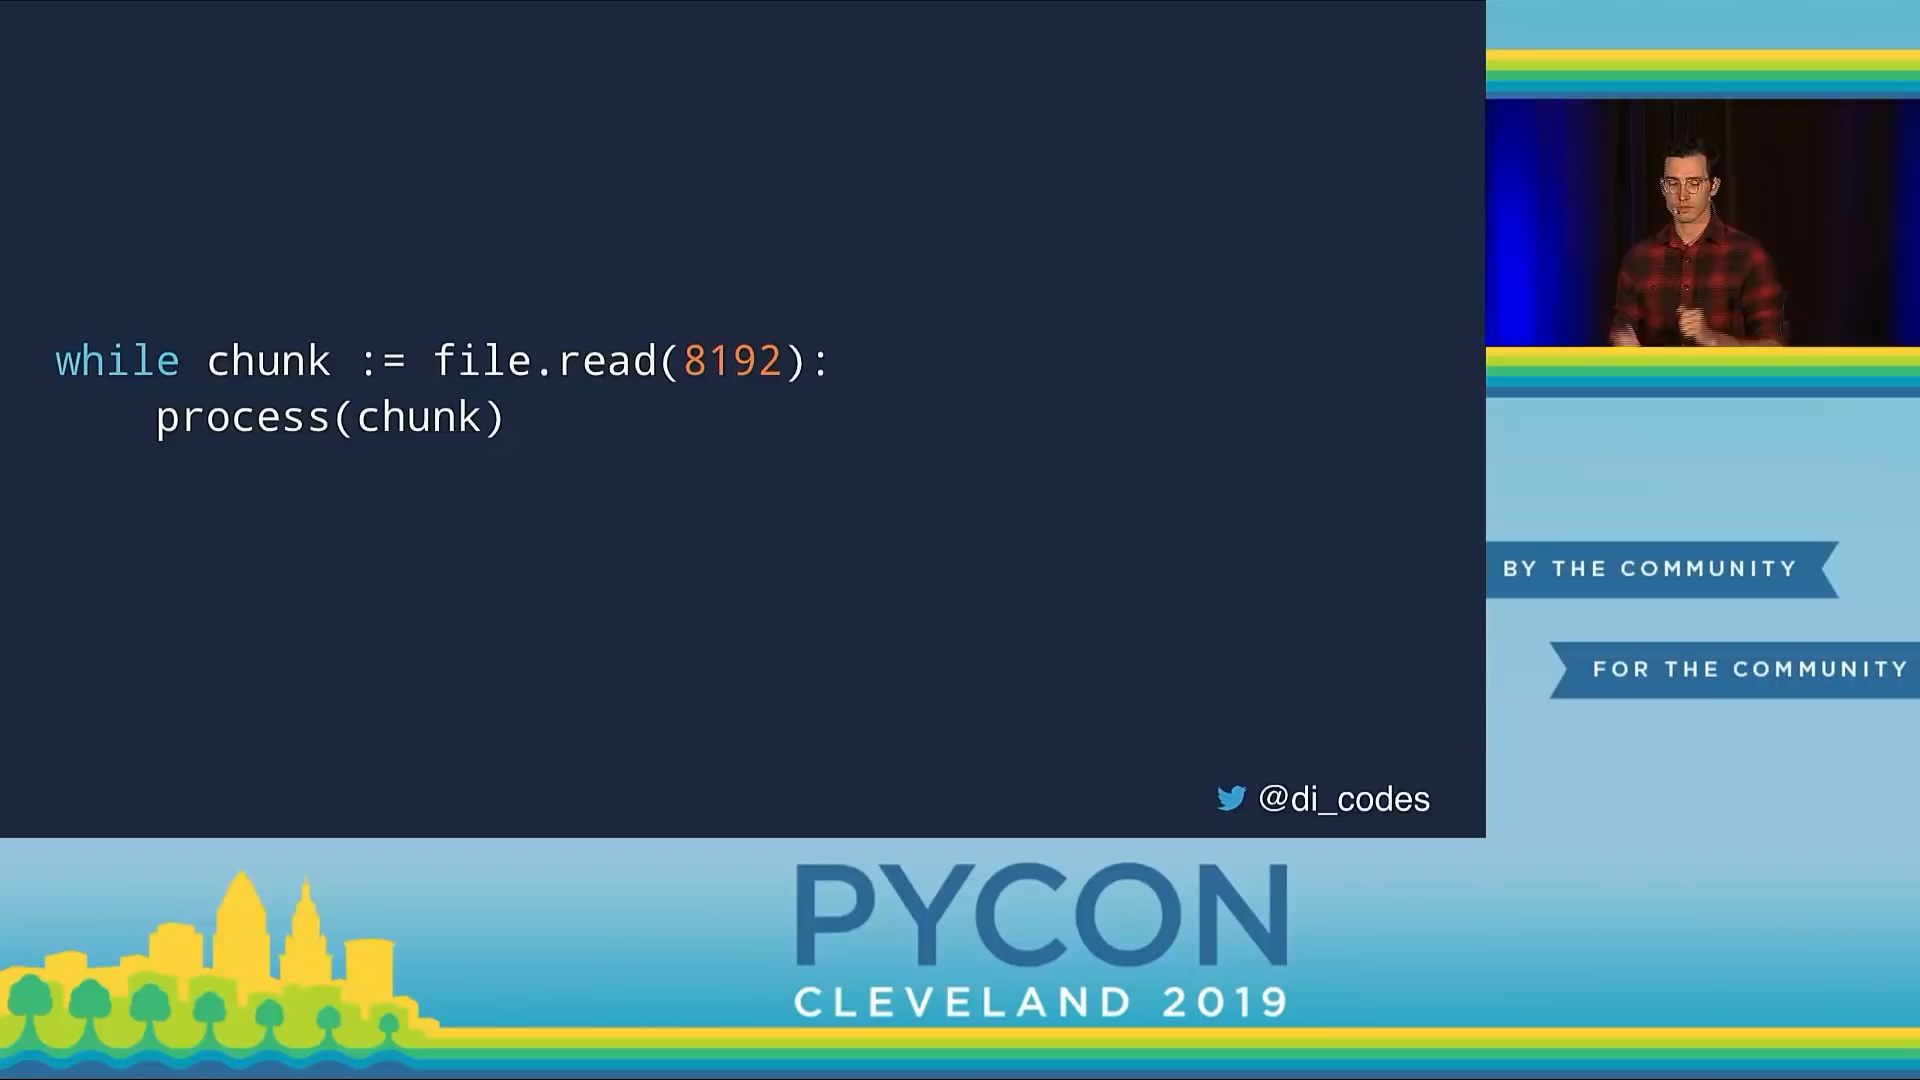 while chunk := file.read(8192):
    process(chunk)
@di_codes
BY THE COMMUNITY
FOR THE COMMUNITY
PYCON
CLEVELAND 2019